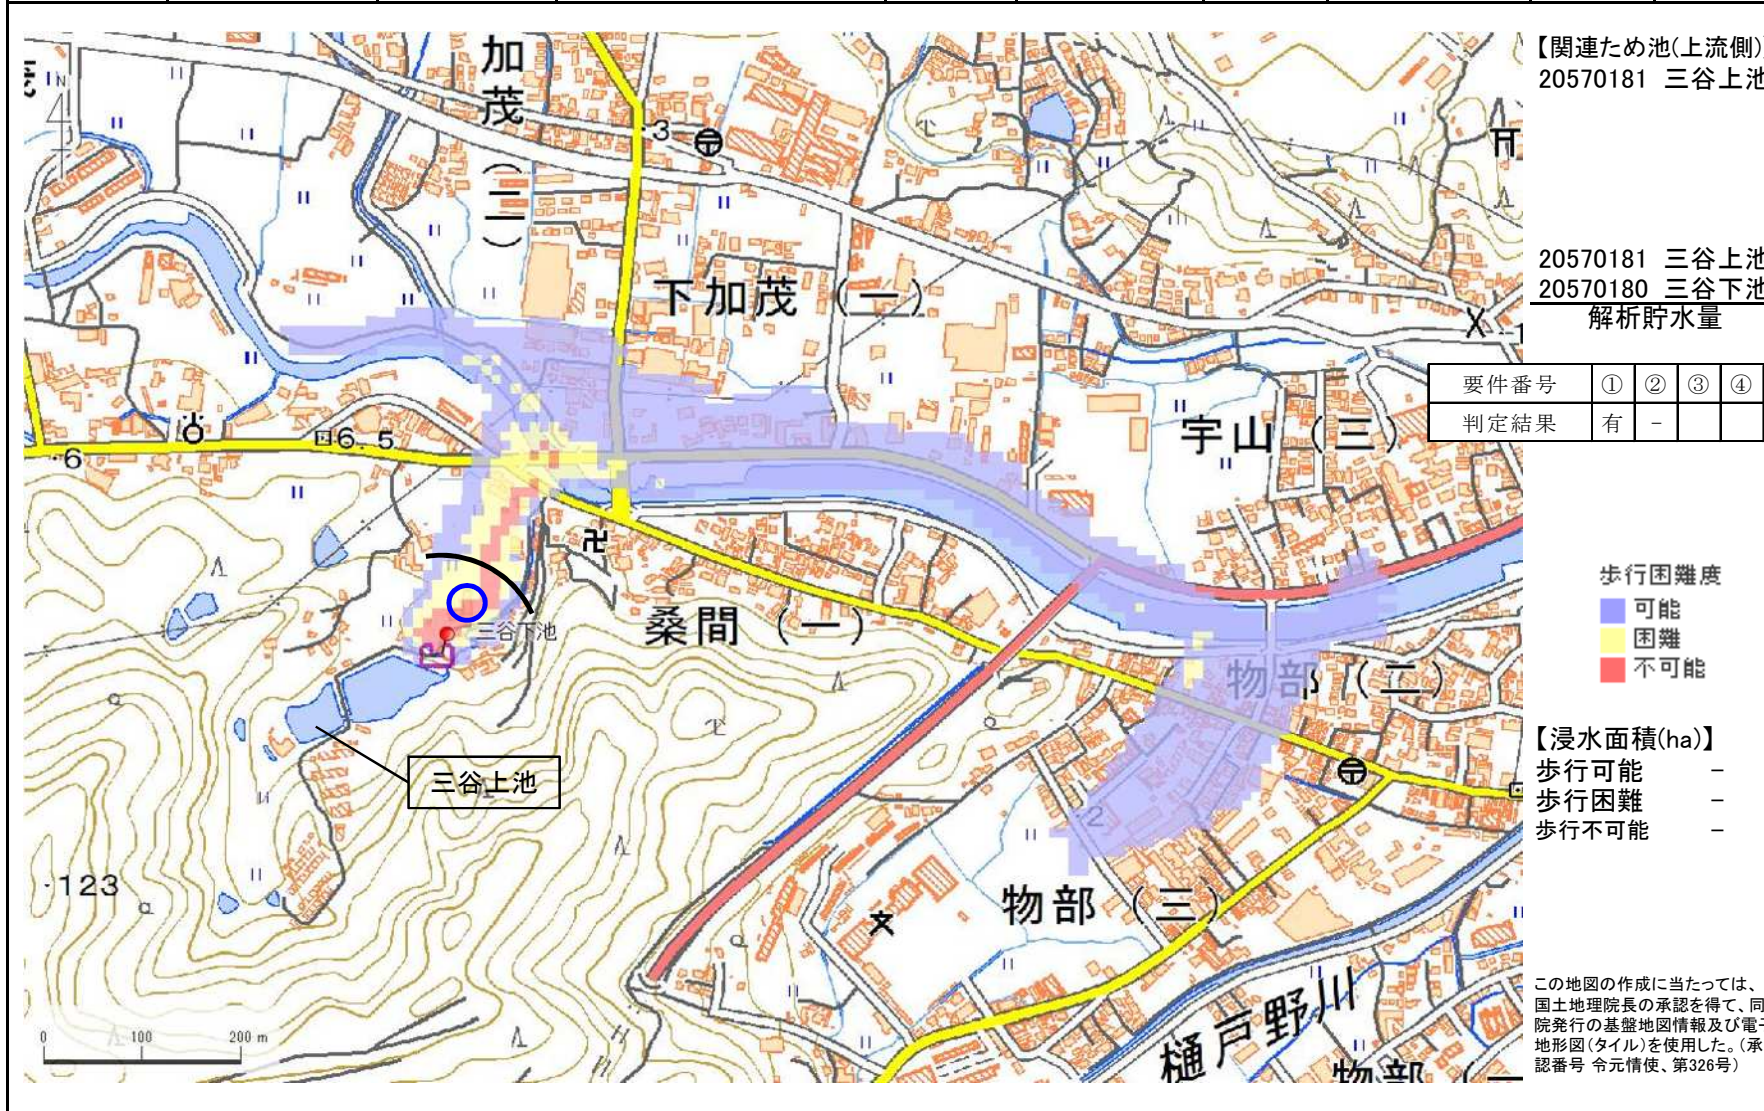 加茂(二)
茂
N
3
下加茂(一)
宇山(三)
6.5
6
三谷下池
桑間(一)
物部(二)
三谷上池
2
123
物部(三)
樋戸野川
物部
0 100 200 m
【関連ため池(上流側)
20570181 三谷上池
20570181 三谷上池
20570180 三谷下池
解析貯水量
要件番号 ① ② ③ ④
判定結果 有 -
歩行困難度
可能
困難
不可能
【浸水面積(ha)】
歩行可能 -
歩行困難 -
歩行不可能 -
この地図の作成に当たっては、
国土地理院長の承認を得て、同
院発行の基盤地図情報及び電子
地形図(タイル)を使用した。(承
認番号 令元情使、第326号)